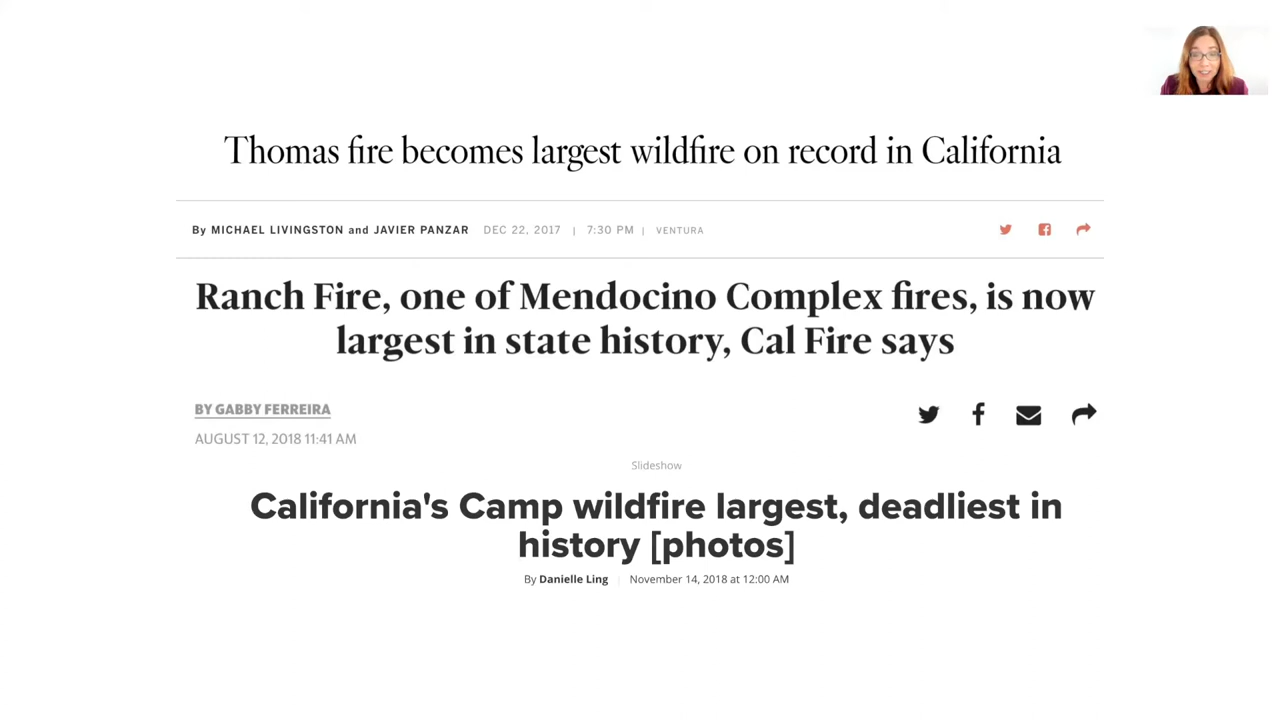 Thomas fire becomes largest wildfire on record in California
By MICHAEL LIVINGSTON and JAVIER PANZAR DEC 22, 2017 | 7:30 PM | VENTURA
Ranch Fire, one of Mendocino Complex fires, is now
largest in state history, Cal Fire says
BY GABBY FERREIRA
AUGUST 12, 2018 11:41 AM
Slideshow
California's Camp wildfire largest, deadliest in
history [photos]
By Danielle Ling | November 14, 2018 at 12:00 AM